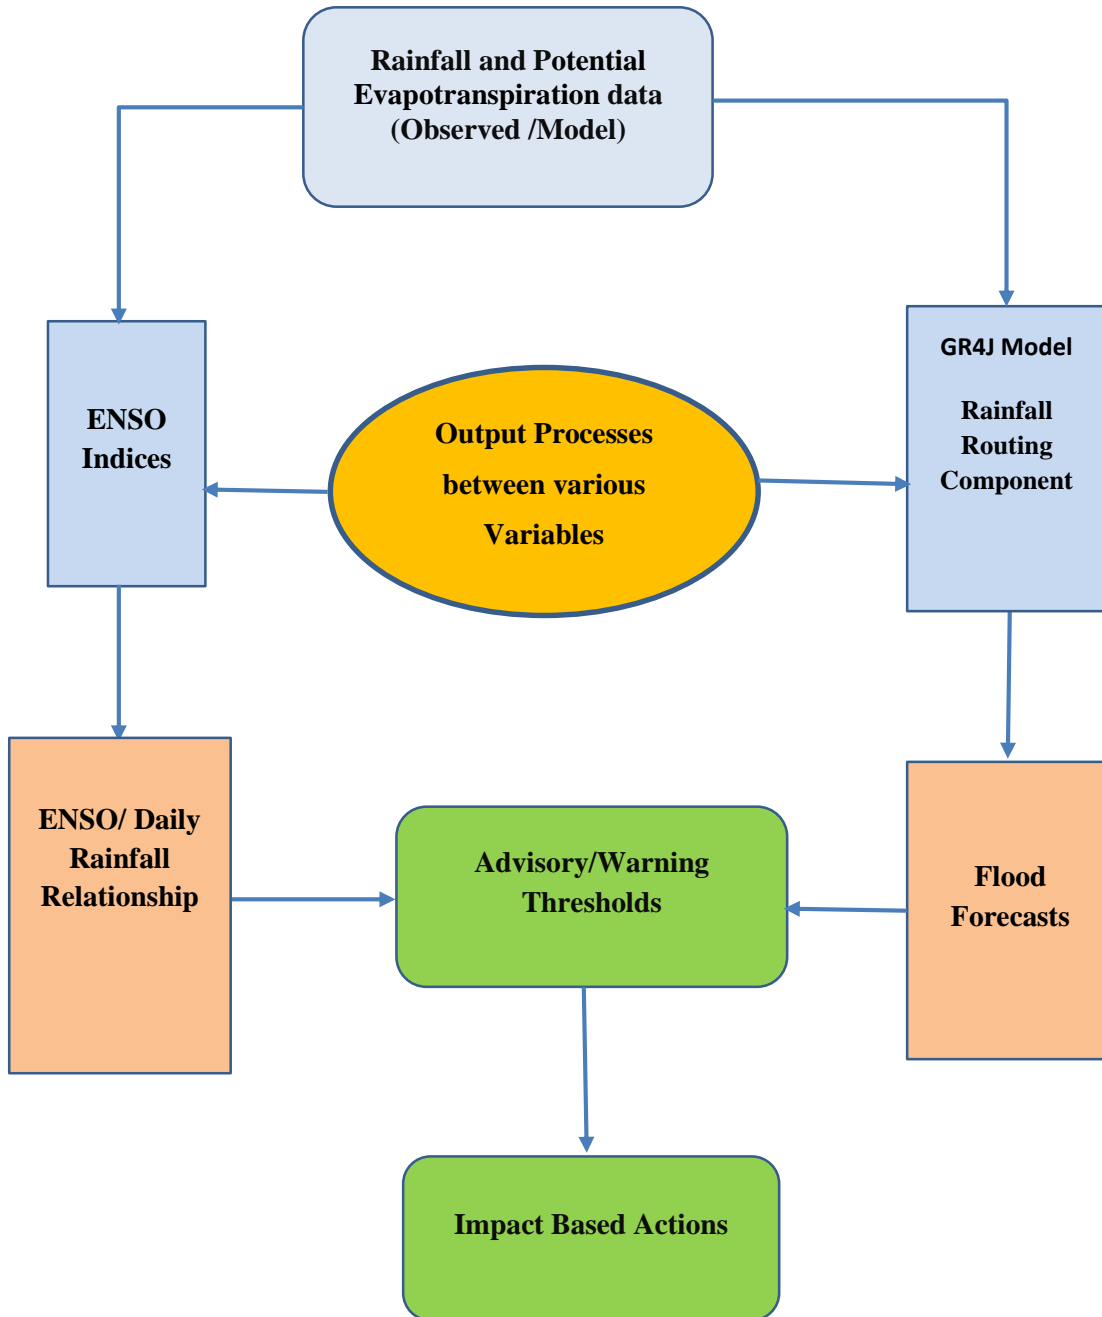 Rainfall and Potential
Evapotranspiration data
(Observed /Model)
ENSO
Indices
Output Processes
between various
Variables
GR4J Model
Rainfall
Routing
Component
ENSO/ Daily
Rainfall
Relationship
Advisory/Warning
Thresholds
Flood
Forecasts
Impact Based Actions